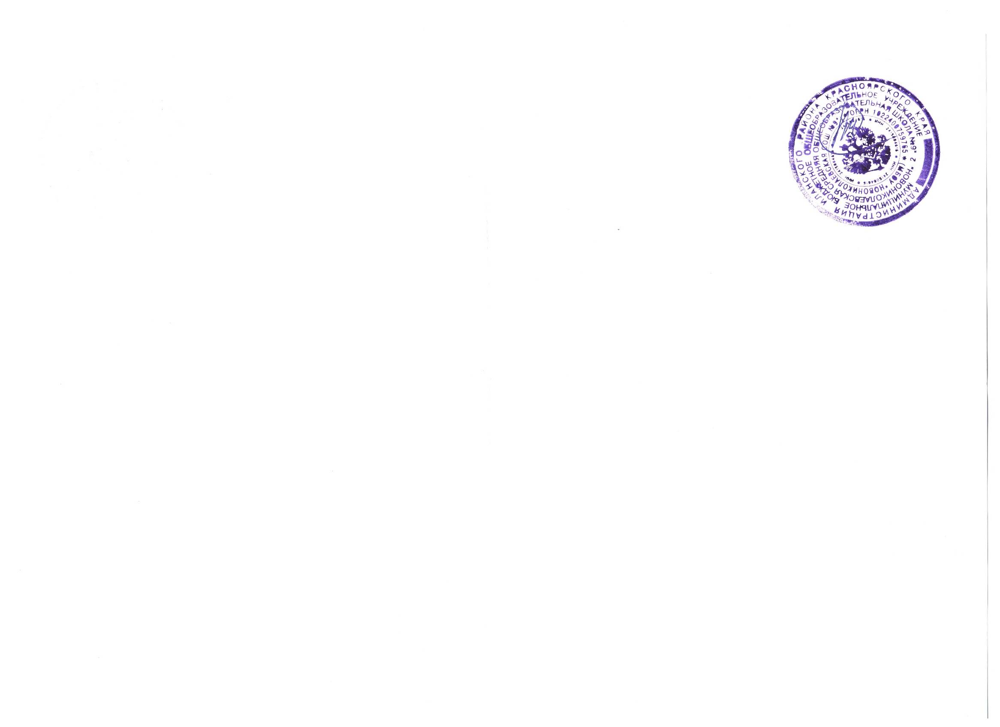 АДМИНИСТРАЦИЯ ИЛАНСКОГО РАЙОНА КРАСНОЯРСКОГО КРАЯ
МУНИЦИПАЛЬНОЕ БЮДЖЕТНОЕ ОБЩЕОБРАЗОВАТЕЛЬНОЕ УЧРЕЖДЕНИЕ
"НОВОНИКОЛАЕВСКАЯ СРЕДНЯЯ ОБЩЕОБРАЗОВАТЕЛЬНАЯ ШКОЛА №9" 2
(МБОУ "НОВОНИКОЛАЕВСКАЯ СОШ №9" * ОГРН 1022400759765 *